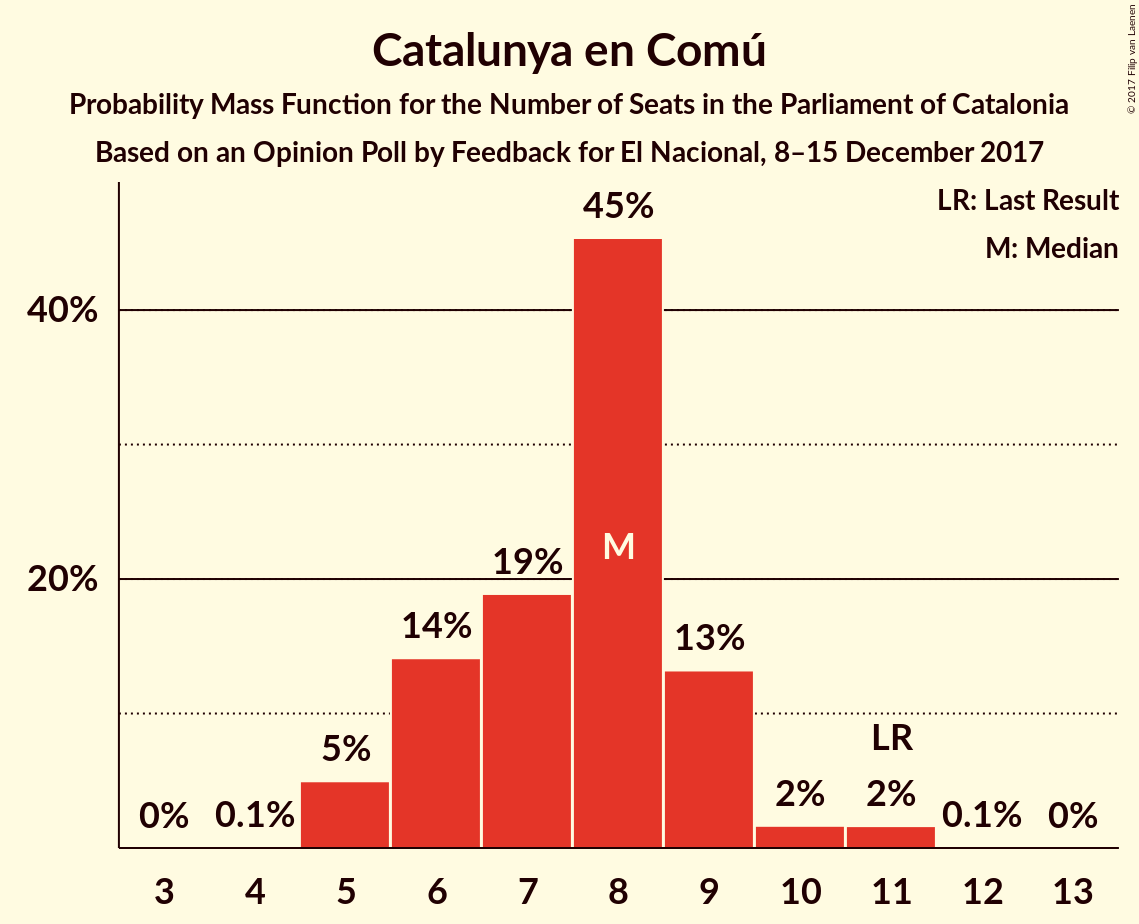 Catalunya en Comú
Probability Mass Function for the Number of Seats in the Parliament of Catalonia
Based on an Opinion Poll by Feedback for El Nacional, 8–15 December 2017
© 2017 Filip van Laenen
LR: Last Result
M: Median
45%
40%
M
19%
20%
14%
13%
5%
LR
0%
0.1%
2%
2%
0.1%
0%
3 4 5 6 7 8 9 10 11 12 13